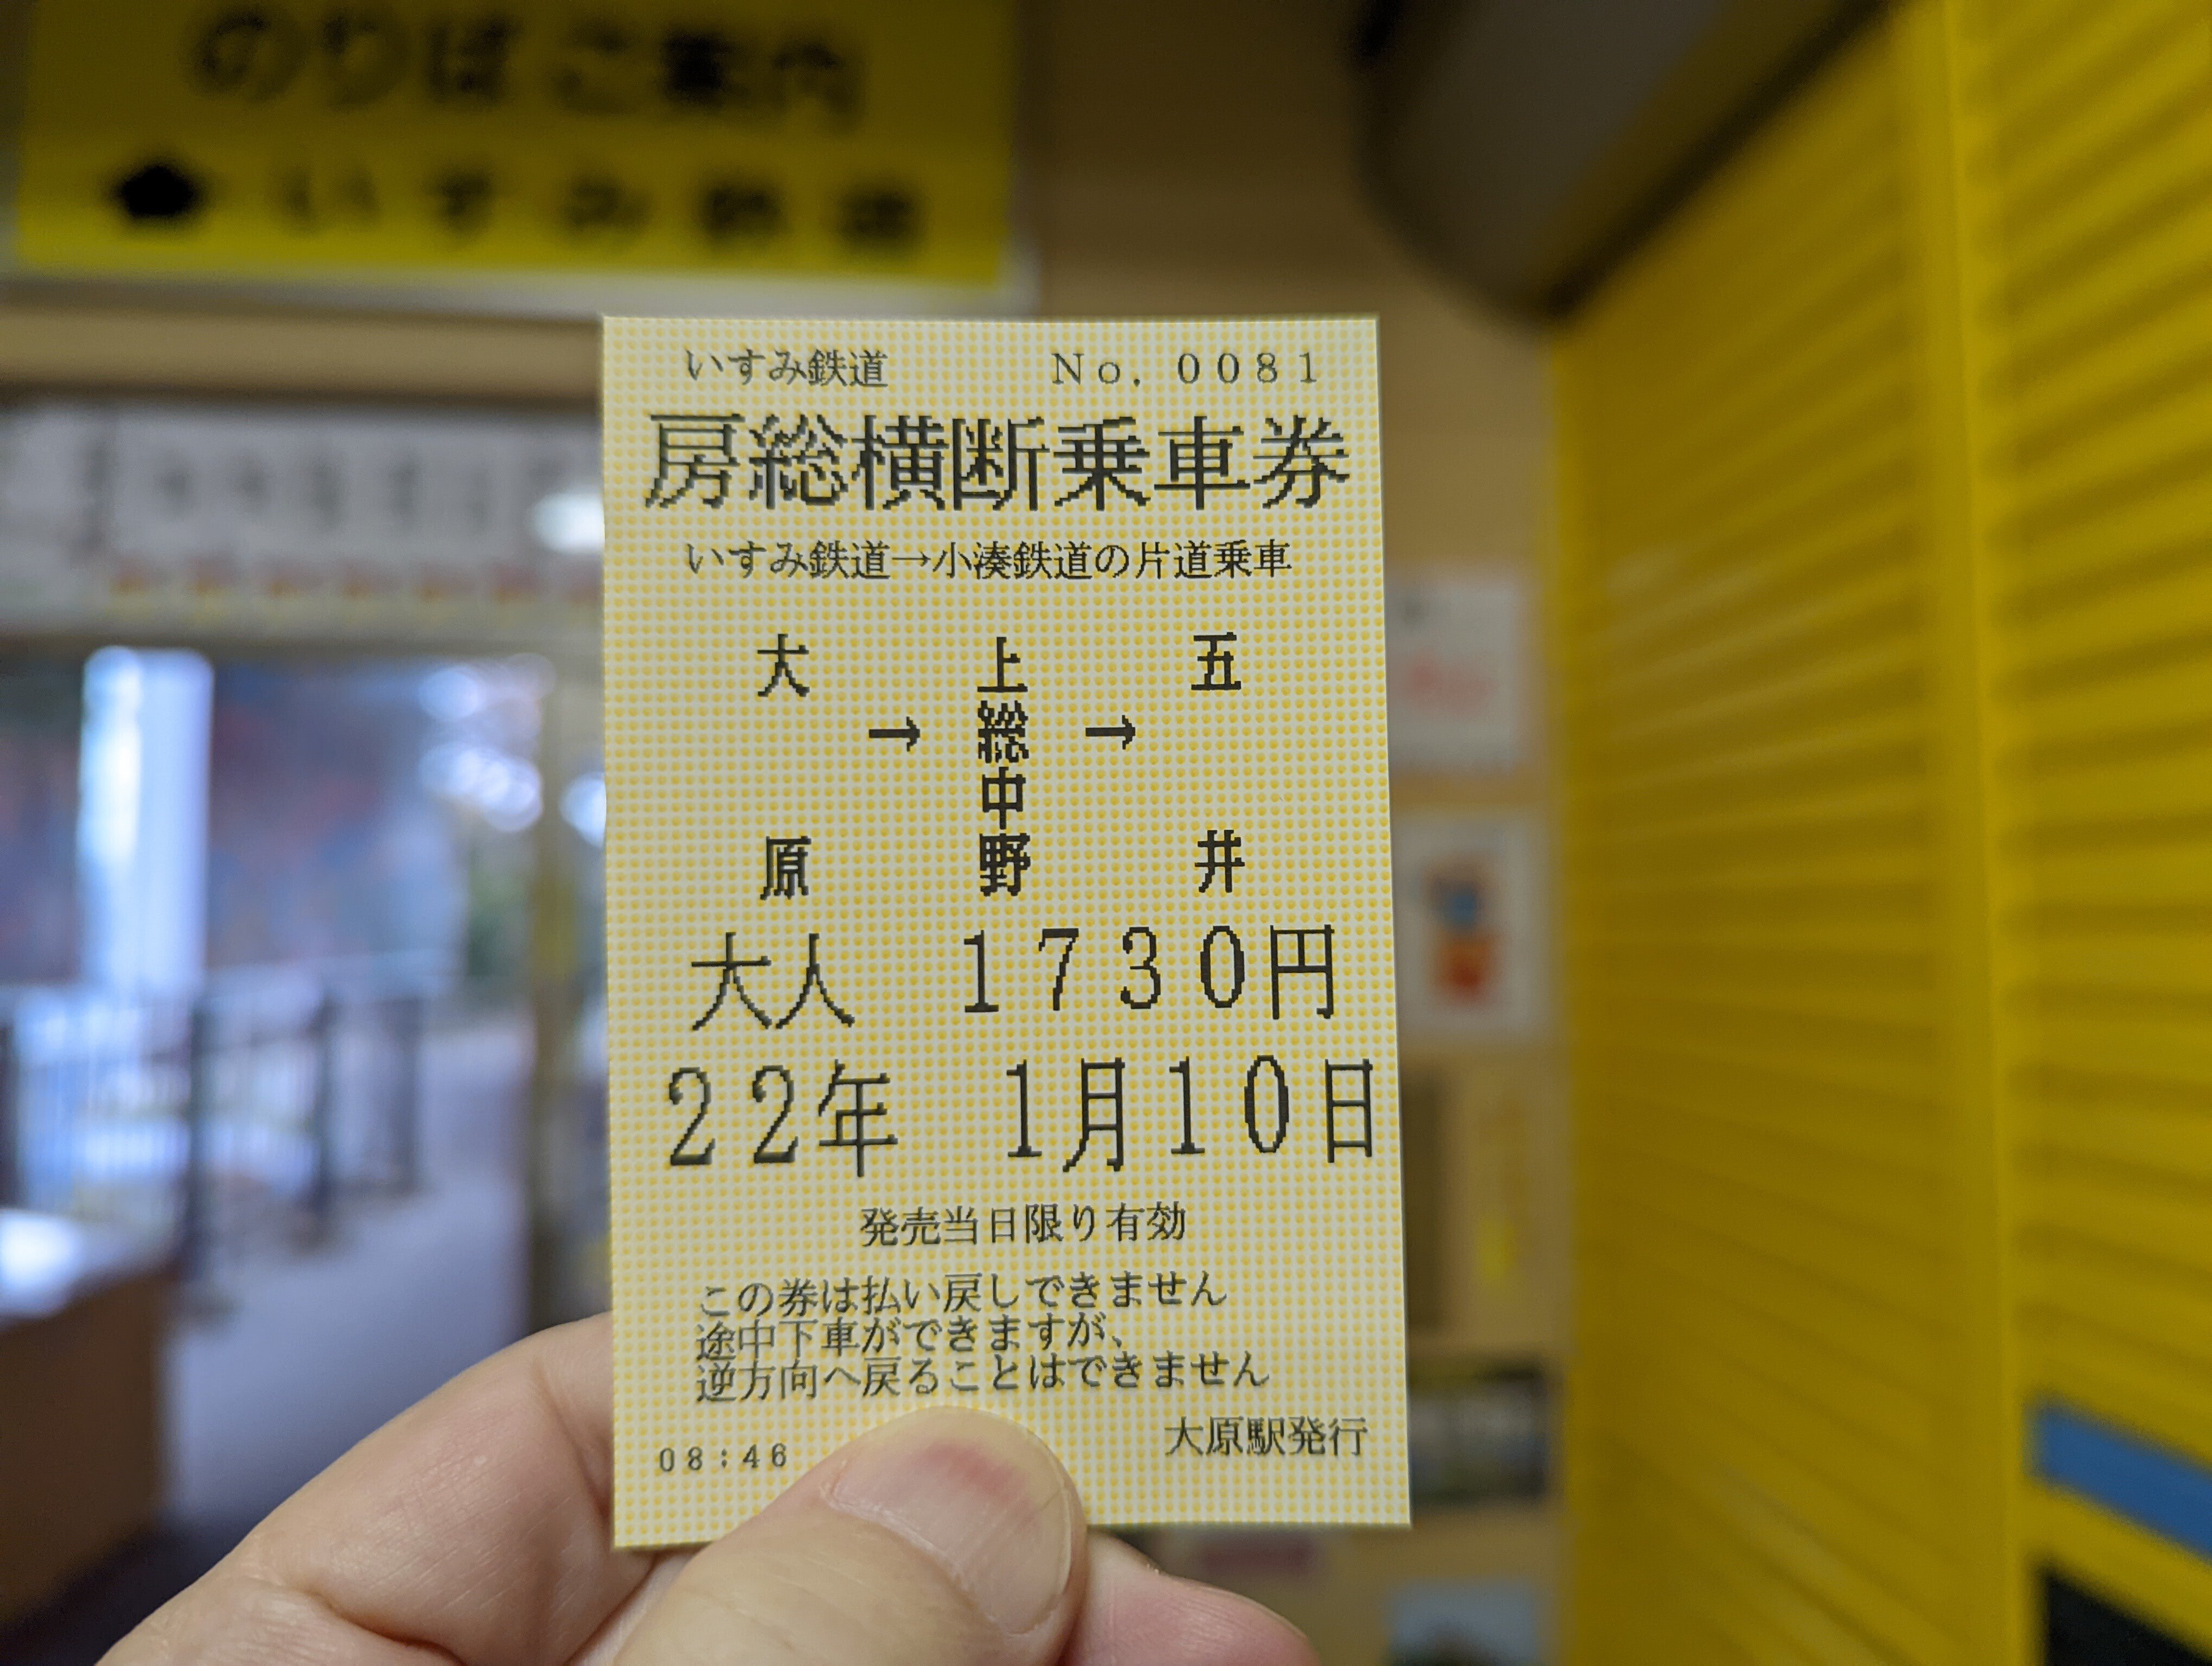 のりばご案内
いすみ鉄道
いすみ鉄道 No. 0081
房総横断乗車券
いすみ鉄道→小湊鉄道の片道乗車
大原→上総中野→五井
大人 1730円
22年 1月10日
発売当日限り有効
この券は払い戻しできません
途中下車ができますが、
逆方向へ戻ることはできません
大原駅発行
08:46